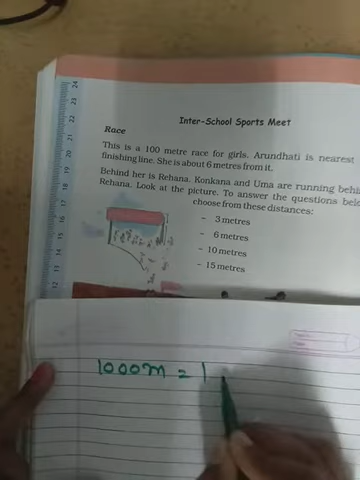 Inter-School Sports Meet
Race
This is a 100 metre race for girls. Arundhati is nearest
finishing line. She is about 6 metres from it.
Behind her is Rehana. Konkana and Uma are running
Rehana. Look at the picture. To answer the questions
choose from these distances:
– 3 metres
– 6 metres
– 10 metres
– 15 metres
24
23
22
21
20
19
18
17
16
15
14
13
12
1000m = 1